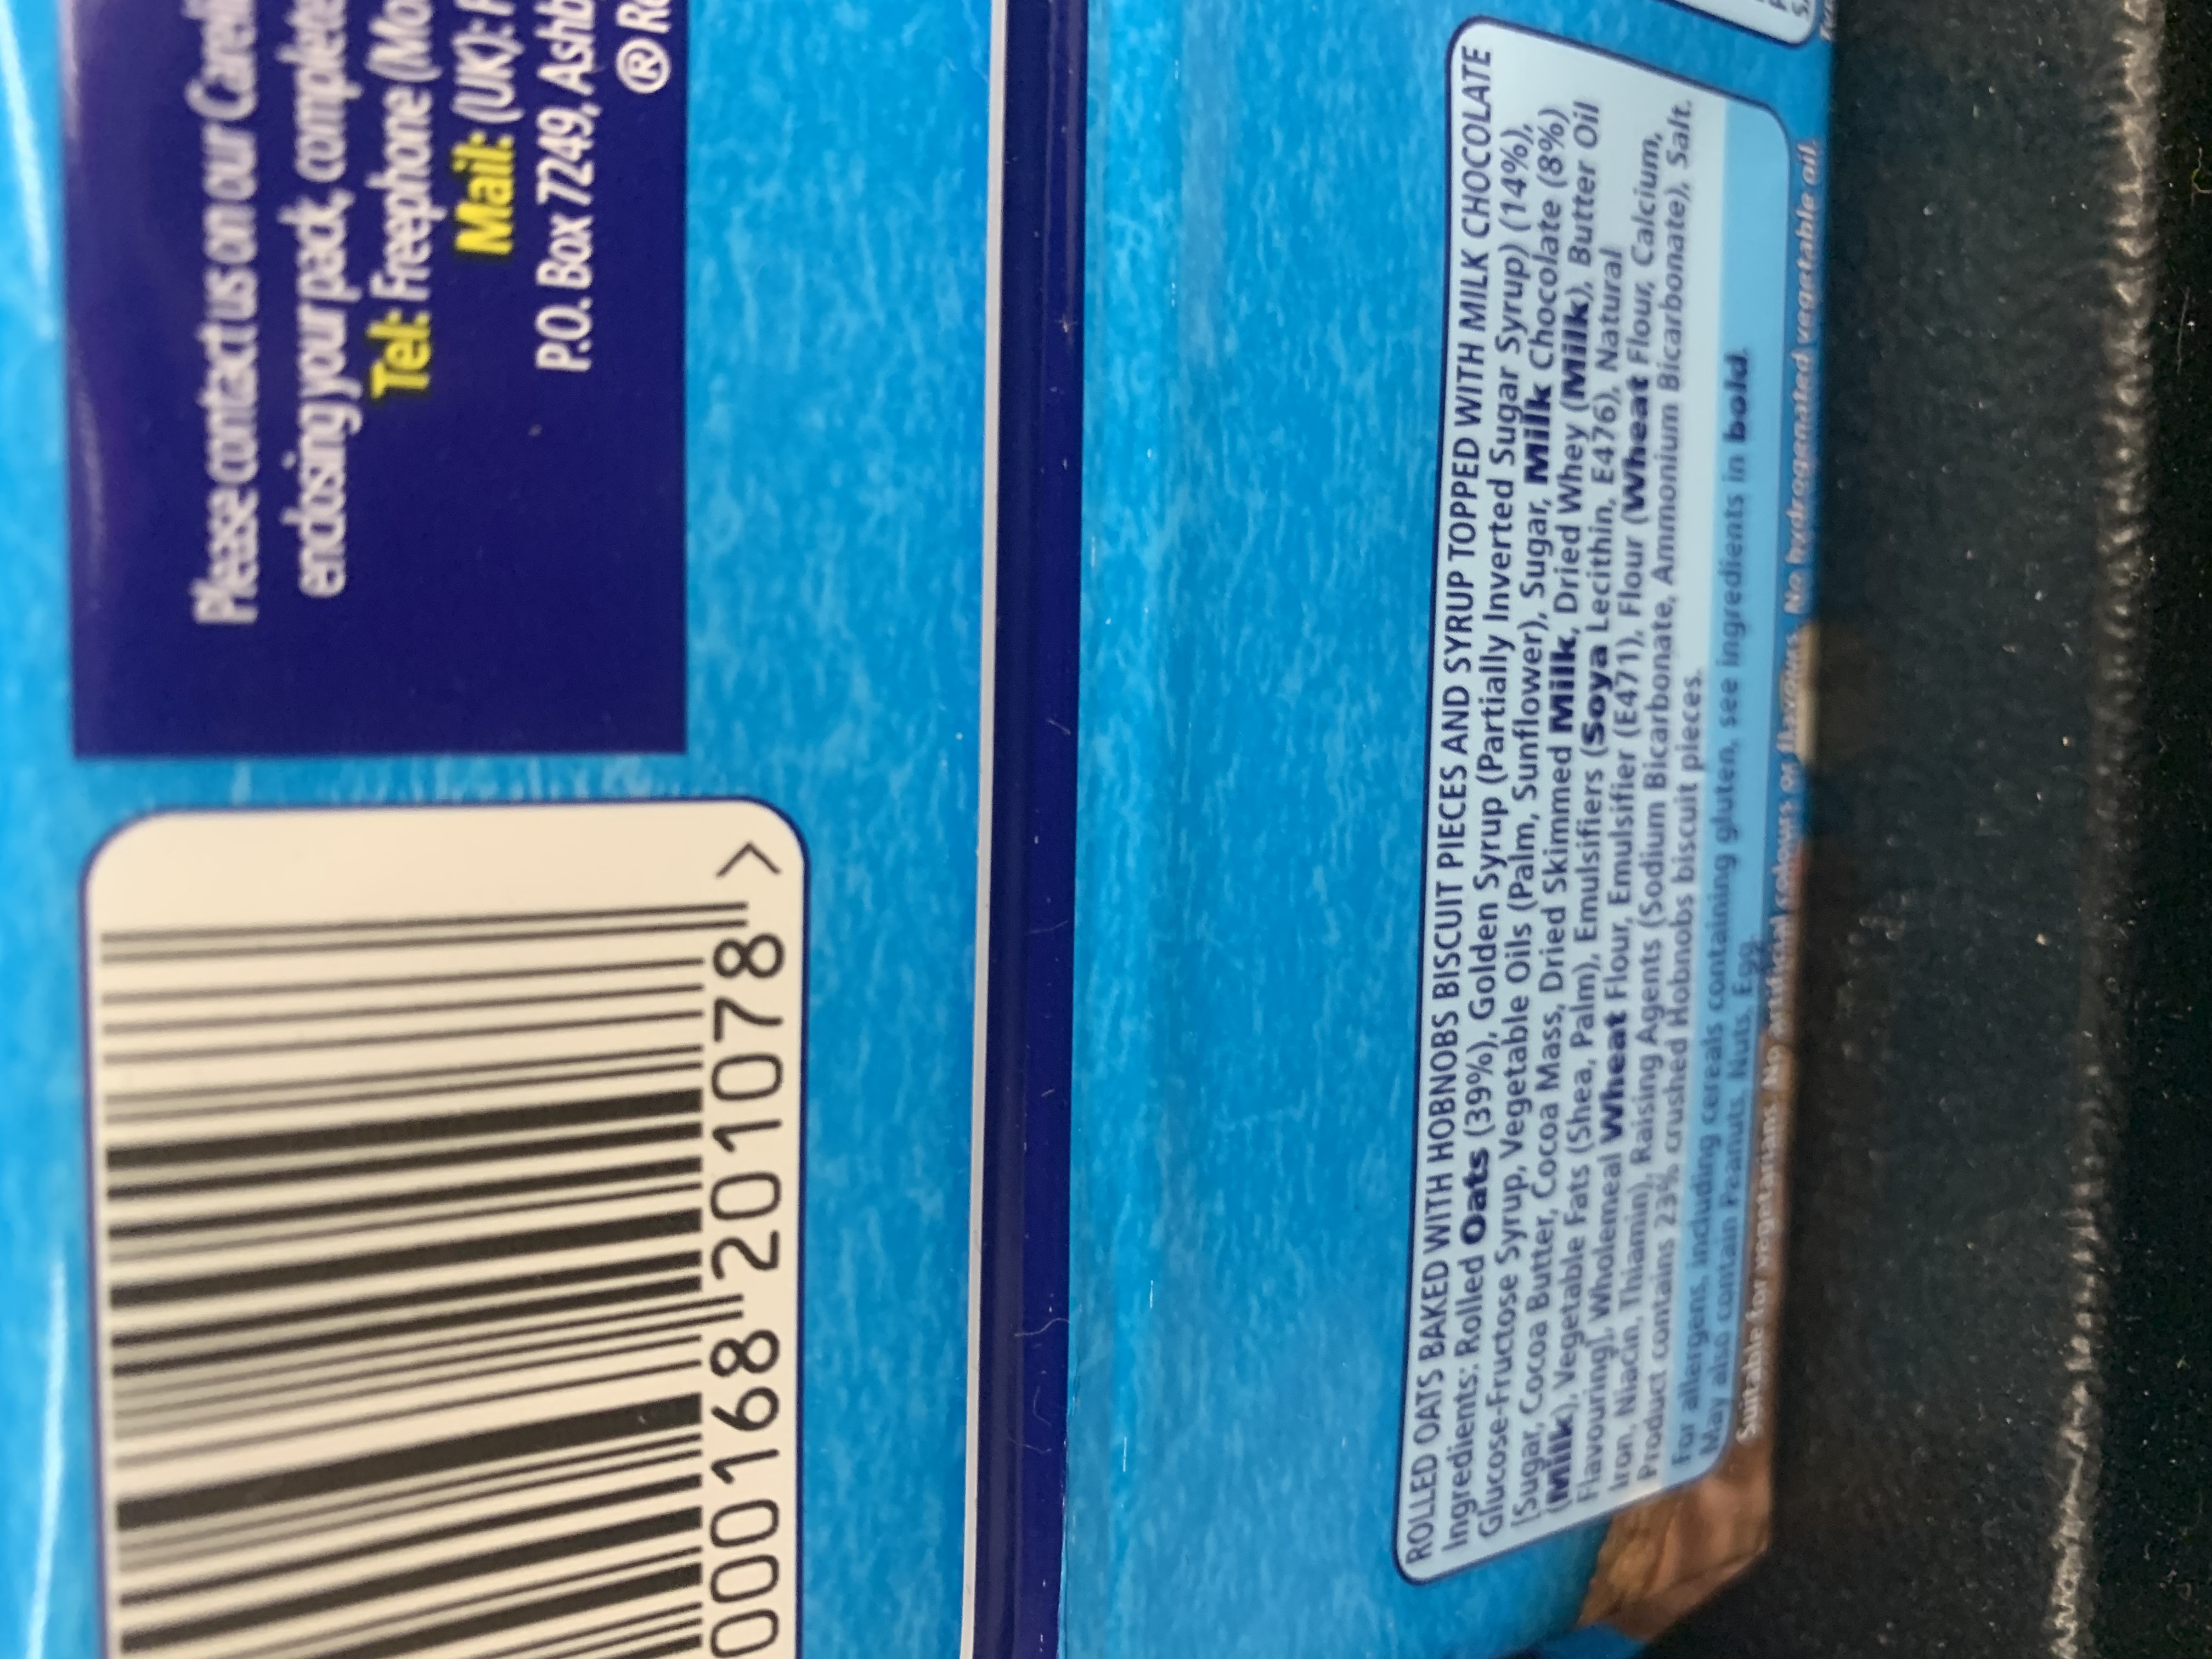 000168 201078 >
Please contact us on our Careli
enclosing your pack, complete
Tel: Freephone (Mo
Mail: (UK): F
P.O. Box 7249, Ashb
® Re
ROLLED OATS BAKED WITH HOBNOBS BISCUIT PIECES AND SYRUP TOPPED WITH MILK CHOCOLATE
Ingredients: Rolled Oats (39%), Golden Syrup (Partially Inverted Sugar Syrup) (14%),
Glucose-Fructose Syrup, Vegetable Oils (Palm, Sunflower), Sugar, Milk Chocolate (8%)
[Sugar, Cocoa Butter, Cocoa Mass, Dried Skimmed Milk, Dried Whey (Milk), Butter Oil
(Milk), Vegetable Fats (Shea, Palm), Emulsifiers (Soya Lecithin, E476), Natural
Flavouring], Wholemeal Wheat Flour, Emulsifier (E471), Flour (Wheat Flour, Calcium,
Iron, Niacin, Thiamin), Raising Agents (Sodium Bicarbonate, Ammonium Bicarbonate), Salt.
Product contains 23% crushed Hobnobs biscuit pieces.
For allergens, including cereals containing gluten, see ingredients in bold.
May also contain Peanuts, Nuts, Egg.
Suitable for vegetarians. No artificial colours or flavours. No hydrogenated vegetable oil.